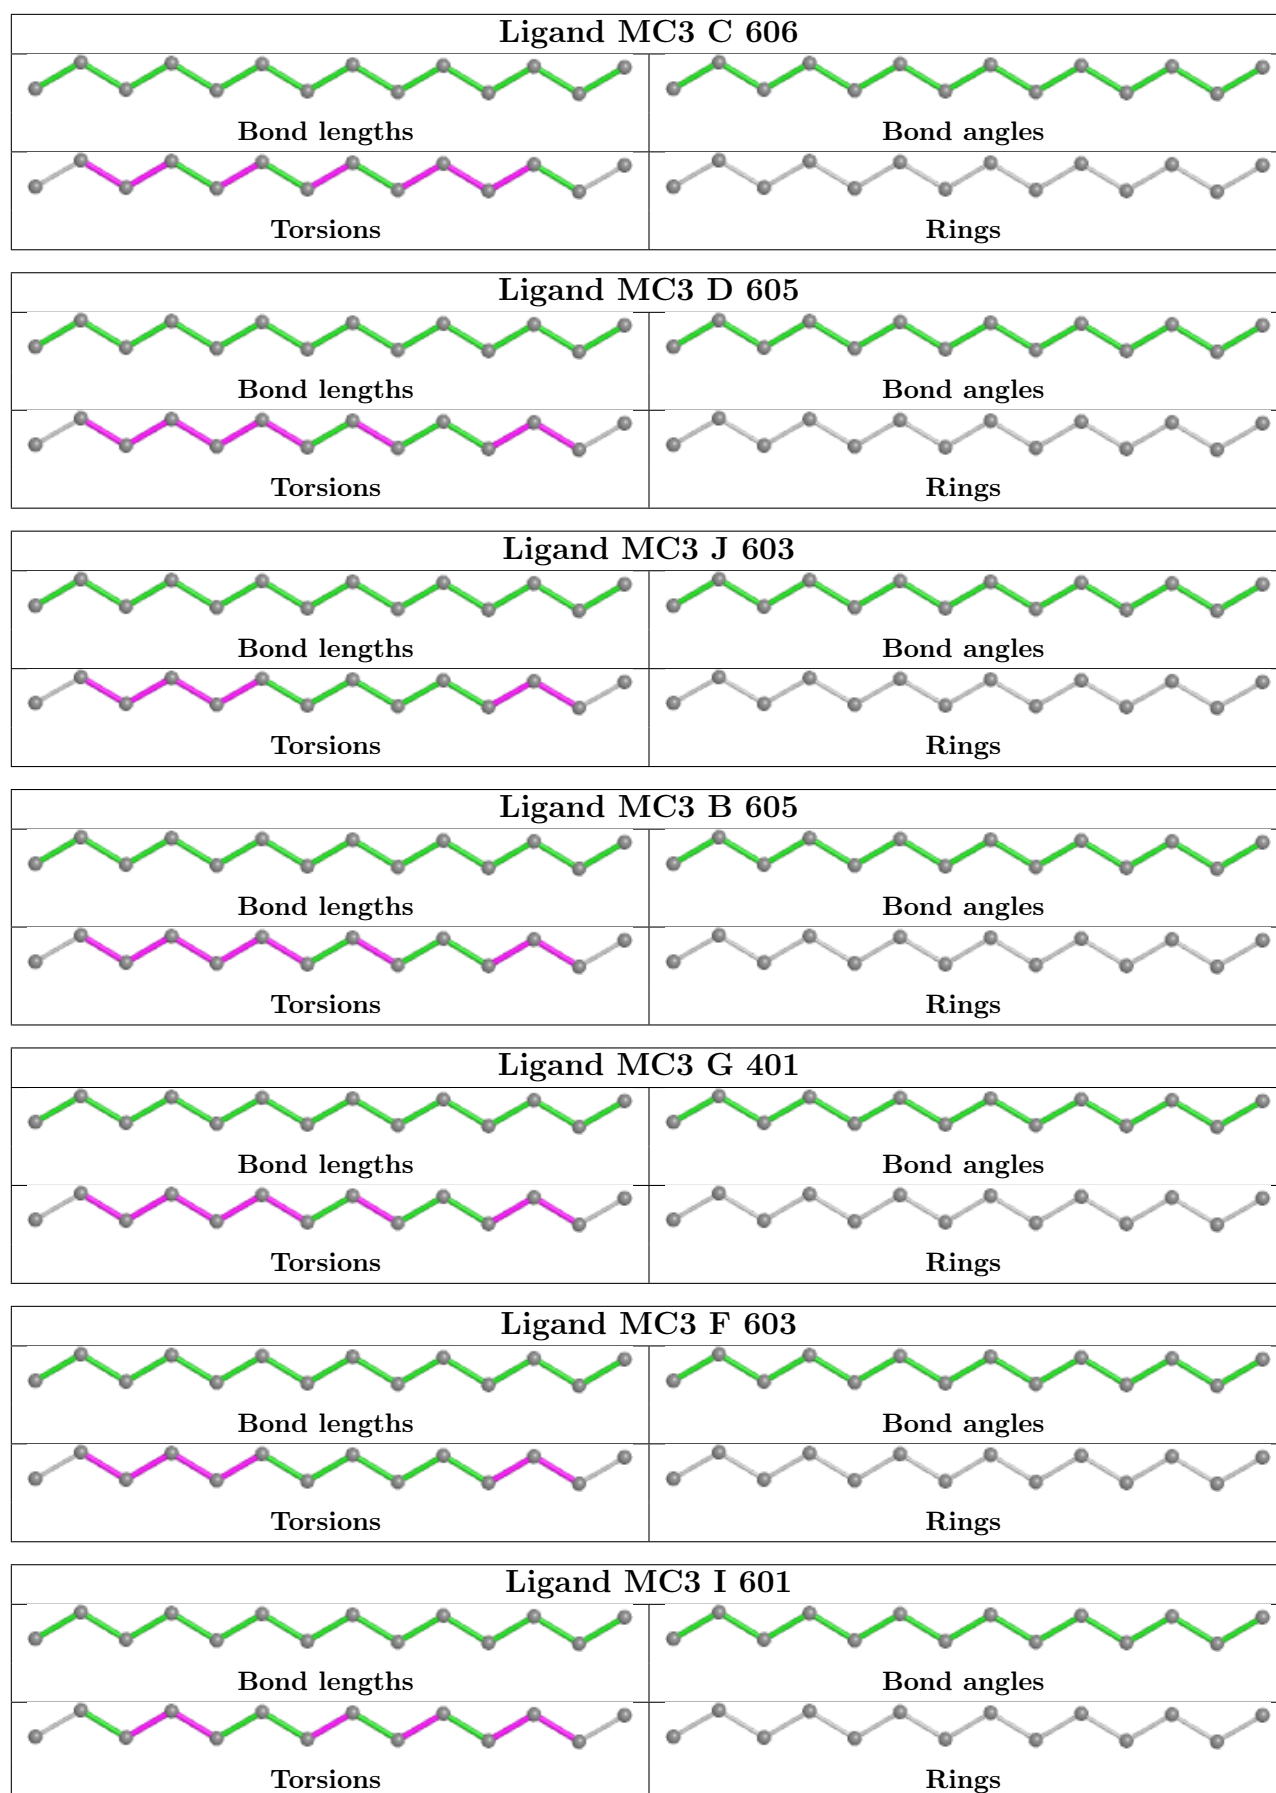 Ligand MC3 C 606
Bond lengths Bond angles
Torsions Rings
Ligand MC3 D 605
Bond lengths Bond angles
Torsions Rings
Ligand MC3 J 603
Bond lengths Bond angles
Torsions Rings
Ligand MC3 B 605
Bond lengths Bond angles
Torsions Rings
Ligand MC3 G 401
Bond lengths Bond angles
Torsions Rings
Ligand MC3 F 603
Bond lengths Bond angles
Torsions Rings
Ligand MC3 I 601
Bond lengths Bond angles
Torsions Rings